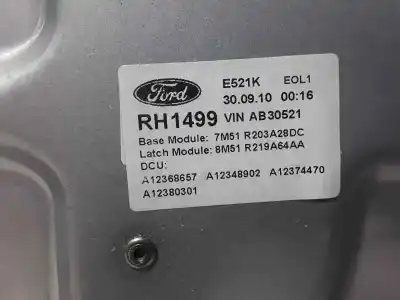 Ford E521K EOL1
30.09.10 00:16
RH1499 VIN AB30521
Base Module: 7M51 R203A28DC
Latch Module: 8M51 R219A64AA
DCU:
A12368657 A12348902 A12374470
A12380301